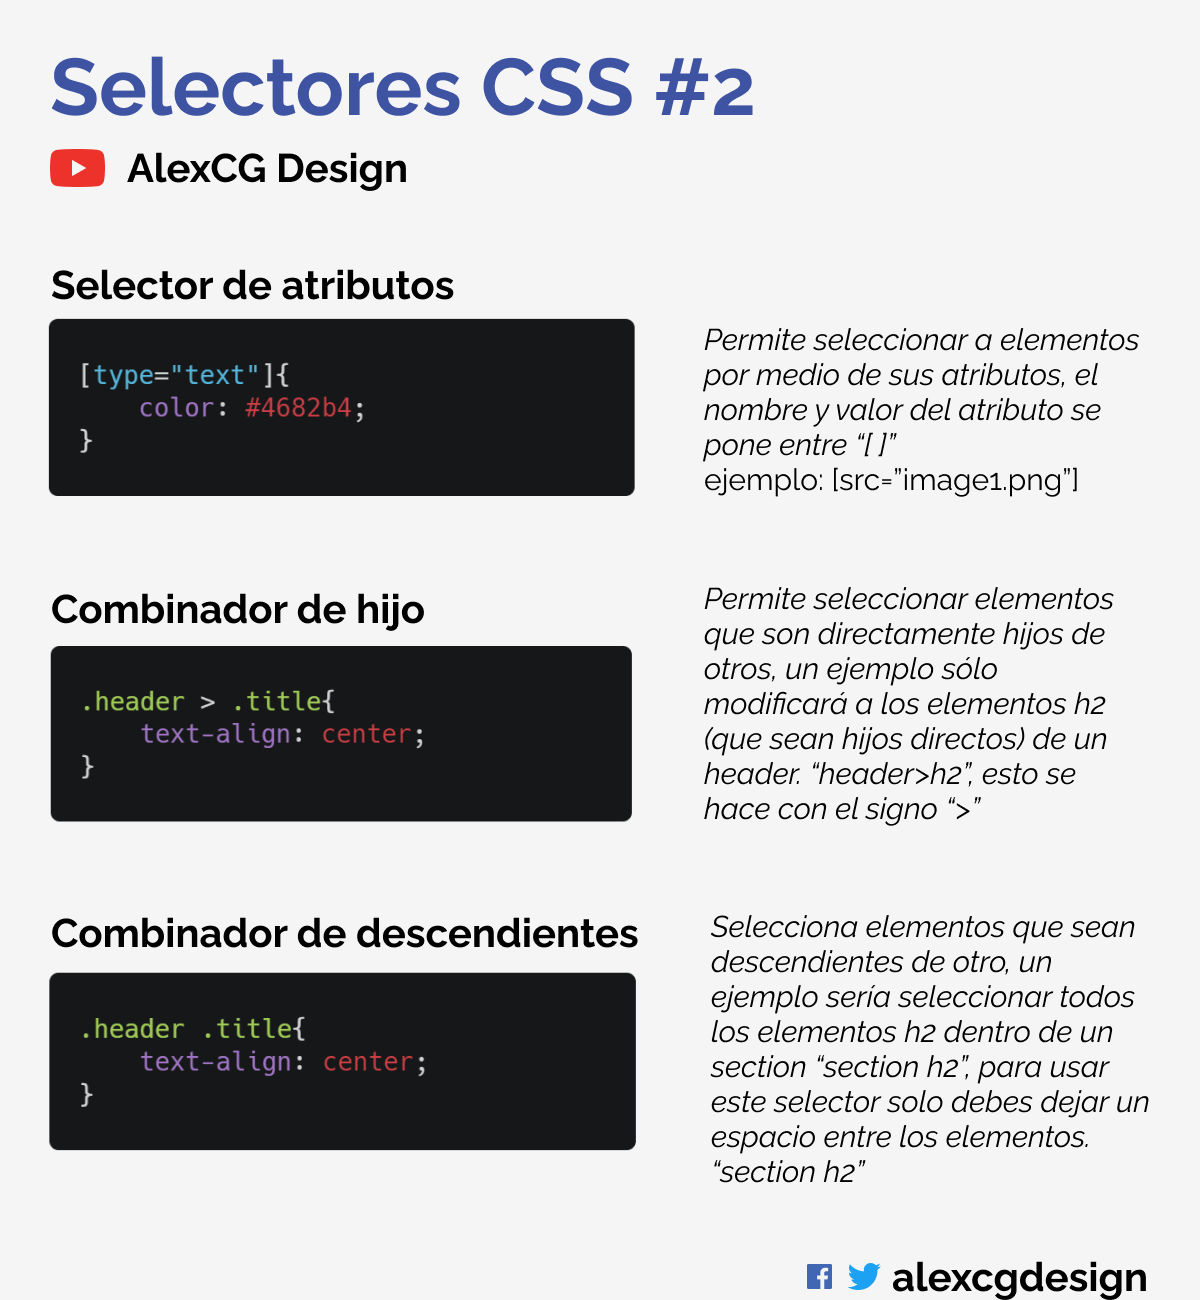 Selectores CSS #2
AlexCG Design
Selector de atributos
[type="text"]{
    color: #4682b4;
}
Permite seleccionar a elementos
por medio de sus atributos, el
nombre y valor del atributo se
pone entre “[ ]”
ejemplo: [src=”image1.png”]
Combinador de hijo
.header > .title{
    text-align: center;
}
Permite seleccionar elementos
que son directamente hijos de
otros, un ejemplo sólo
modificará a los elementos h2
(que sean hijos directos) de un
header. “header>h2”, esto se
hace con el signo “>”
Combinador de descendientes
.header .title{
    text-align: center;
}
Selecciona elementos que sean
descendientes de otro, un
ejemplo sería seleccionar todos
los elementos h2 dentro de un
section “section h2”, para usar
este selector solo debes dejar un
espacio entre los elementos.
“section h2”
alexcgdesign